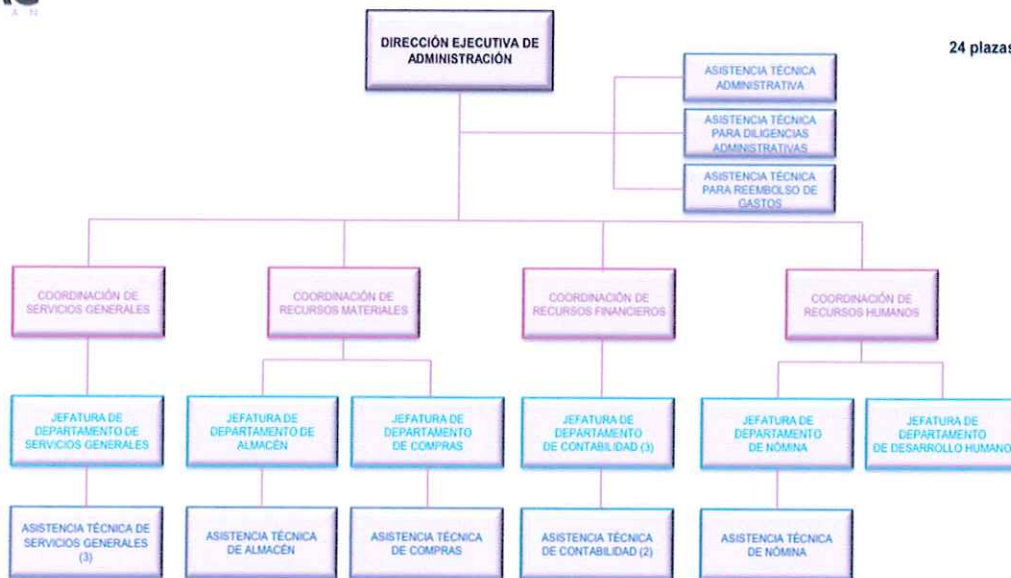 DIRECCIÓN EJECUTIVA DE
ADMINISTRACIÓN
24 plazas
ASISTENCIA TÉCNICA
ADMINISTRATIVA
ASISTENCIA TÉCNICA
PARA DILIGENCIAS
ADMINISTRATIVAS
ASISTENCIA TÉCNICA
PARA REEMBOLSO DE
GASTOS
COORDINACIÓN DE
SERVICIOS GENERALES
COORDINACIÓN DE
RECURSOS MATERIALES
COORDINACIÓN DE
RECURSOS FINANCIEROS
COORDINACIÓN DE
RECURSOS HUMANOS
JEFATURA DE
DEPARTAMENTO DE
SERVICIOS GENERALES
JEFATURA DE
DEPARTAMENTO DE
ALMACÉN
JEFATURA DE
DEPARTAMENTO
DE COMPRAS
JEFATURA DE
DEPARTAMENTO
DE CONTABILIDAD (3)
JEFATURA DE
DEPARTAMENTO
DE NÓMINA
JEFATURA DE
DEPARTAMENTO
DE DESARROLLO HUMANO
ASISTENCIA TÉCNICA DE
SERVICIOS GENERALES
(3)
ASISTENCIA TÉCNICA
DE ALMACÉN
ASISTENCIA TÉCNICA
DE COMPRAS
ASISTENCIA TÉCNICA
DE CONTABILIDAD (2)
ASISTENCIA TÉCNICA
DE NÓMINA